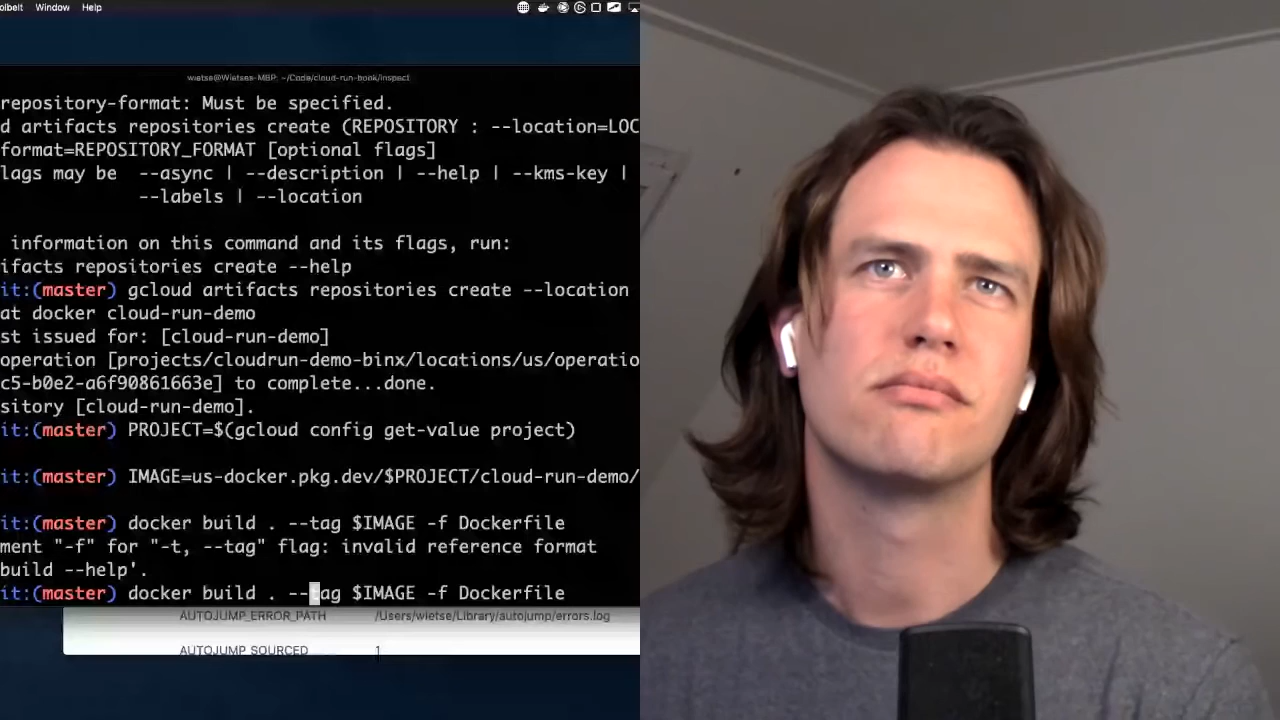 olbelt Window Help
wietse@Wietses-MBP: ~/Code/cloud-run-book/inspect
repository-format: Must be specified.
d artifacts repositories create (REPOSITORY : --location=LOC
format=REPOSITORY_FORMAT [optional flags]
lags may be --async | --description | --help | --kms-key |
--labels | --location
information on this command and its flags, run:
ifacts repositories create --help
it:(master) gcloud artifacts repositories create --location
at docker cloud-run-demo
st issued for: [cloud-run-demo]
operation [projects/cloudrun-demo-binx/locations/us/operatio
c5-b0e2-a6f90861663e] to complete...done.
sitory [cloud-run-demo].
it:(master) PROJECT=$(gcloud config get-value project)
it:(master) IMAGE=us-docker.pkg.dev/$PROJECT/cloud-run-demo/
it:(master) docker build . --tag $IMAGE -f Dockerfile
ment "-f" for "-t, --tag" flag: invalid reference format
build --help'.
it:(master) docker build . --tag $IMAGE -f Dockerfile
AUTOJUMP_ERROR_PATH /Users/wietse/Library/autojump/errors.log
AUTOJUMP_SOURCED 1